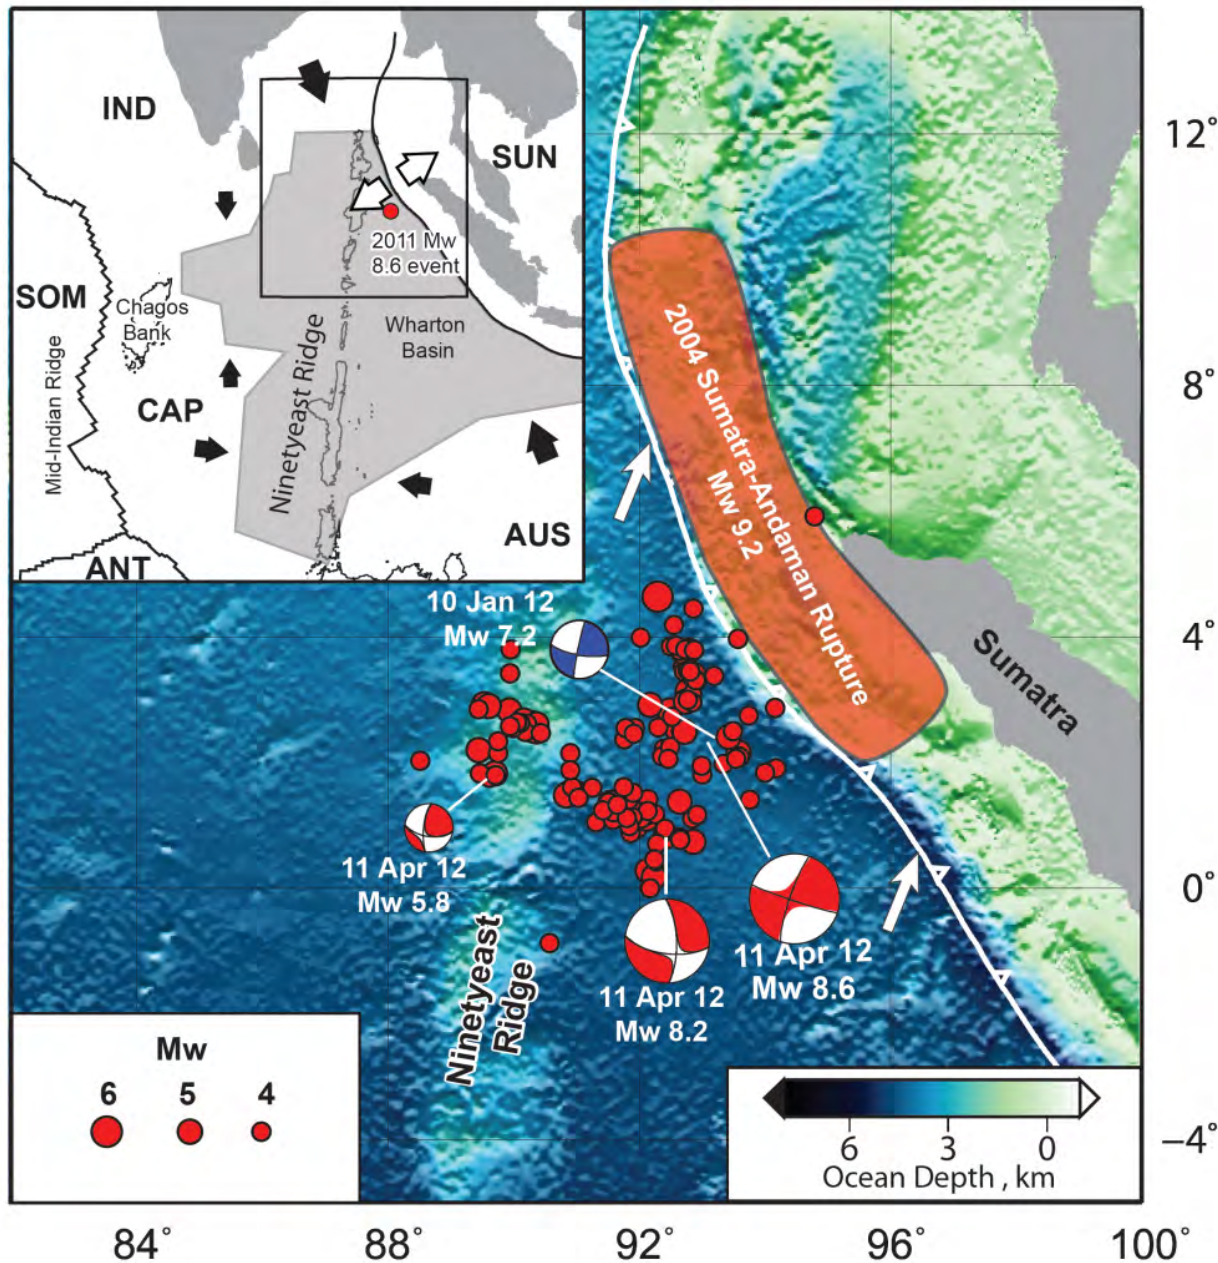 IND
SUN
2011 Mw
8.6 event
SOM
Chagos
Bank
Wharton
Basin
Mid-Indian Ridge
Ninetyeast Ridge
CAP
AUS
ANT
2004 Sumatra-Andaman Rupture
Mw 9.2
Sumatra
10 Jan 12
Mw 7.2
11 Apr 12
Mw 5.8
11 Apr 12
Mw 8.2
11 Apr 12
Mw 8.6
Ninetyeast
Ridge
Mw
6 5 4
6 3 0
Ocean Depth , km
12°
8°
4°
0°
–4°
84° 88° 92° 96° 100°